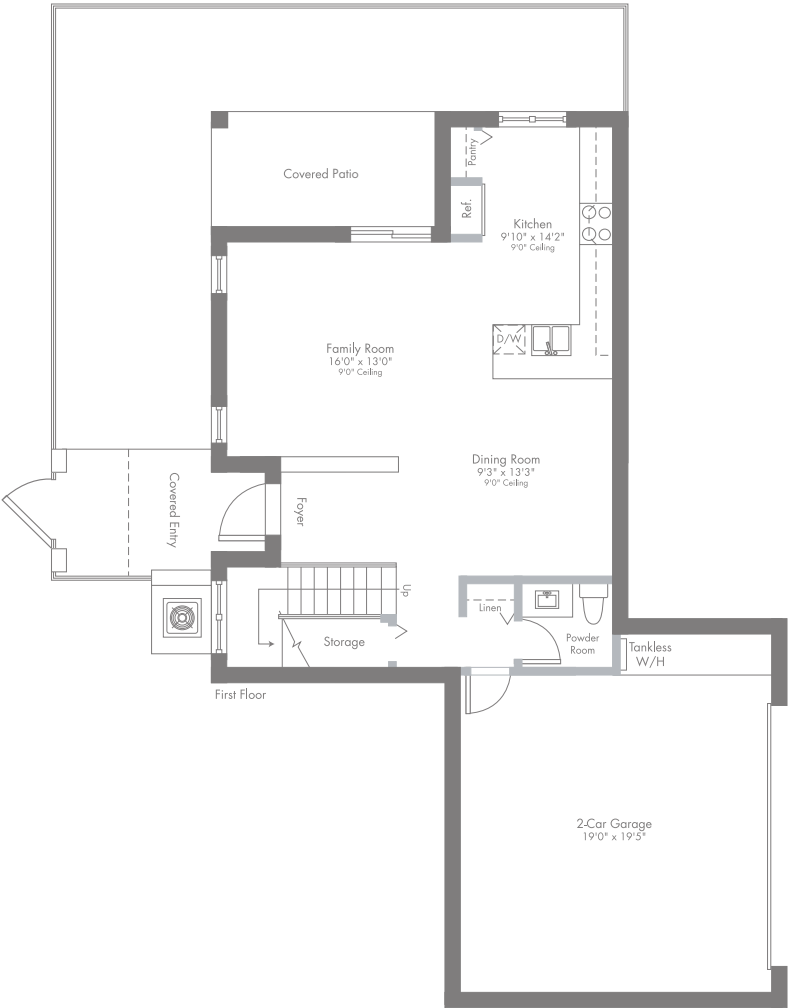 Covered Patio
Pantry
Ref.
Kitchen
9'10" x 14'2"
9'0" Ceiling
D/W
Family Room
16'0" x 13'0"
9'0" Ceiling
Dining Room
9'3" x 13'3"
9'0" Ceiling
Covered Entry
Foyer
Up
Linen
Storage
Powder
Room
Tankless
W/H
First Floor
2-Car Garage
19'0" x 19'5"